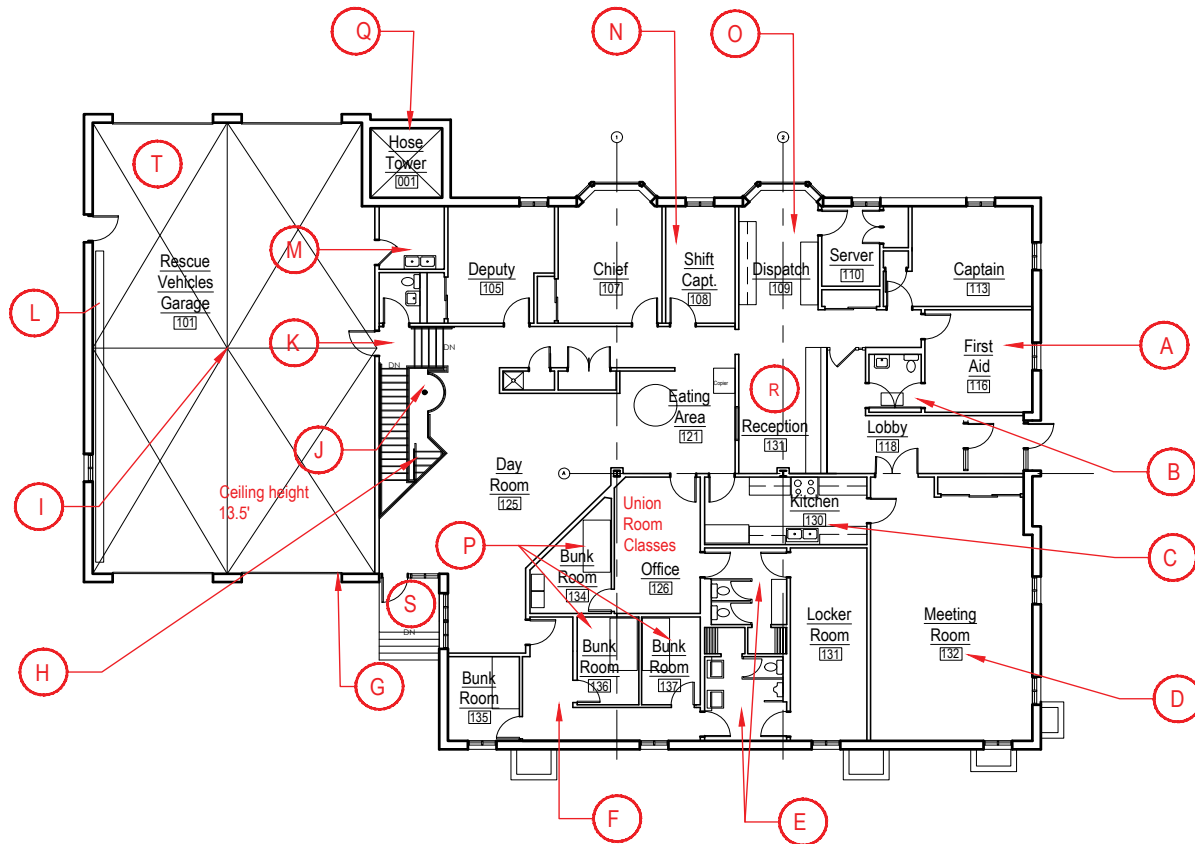 Q
N
O
1
2
Hose
Tower
001
T
M
Rescue
Vehicles
Garage
101
Deputy
105
Chief
107
Shift
Capt.
108
Dispatch
109
Server
110
Captain
113
L
K
DN
DN
First
Aid
116
A
Copier
R
Eating
Area
121
Reception
131
Lobby
118
J
B
Day
Room
125
A
I
Ceiling height
13.5'
Union
Room
Classes
Kitchen
130
P
C
Bunk
Room
134
Office
126
S
DN
Locker
Room
131
Meeting
Room
132
H
G
Bunk
Room
136
Bunk
Room
137
Bunk
Room
135
D
F
E